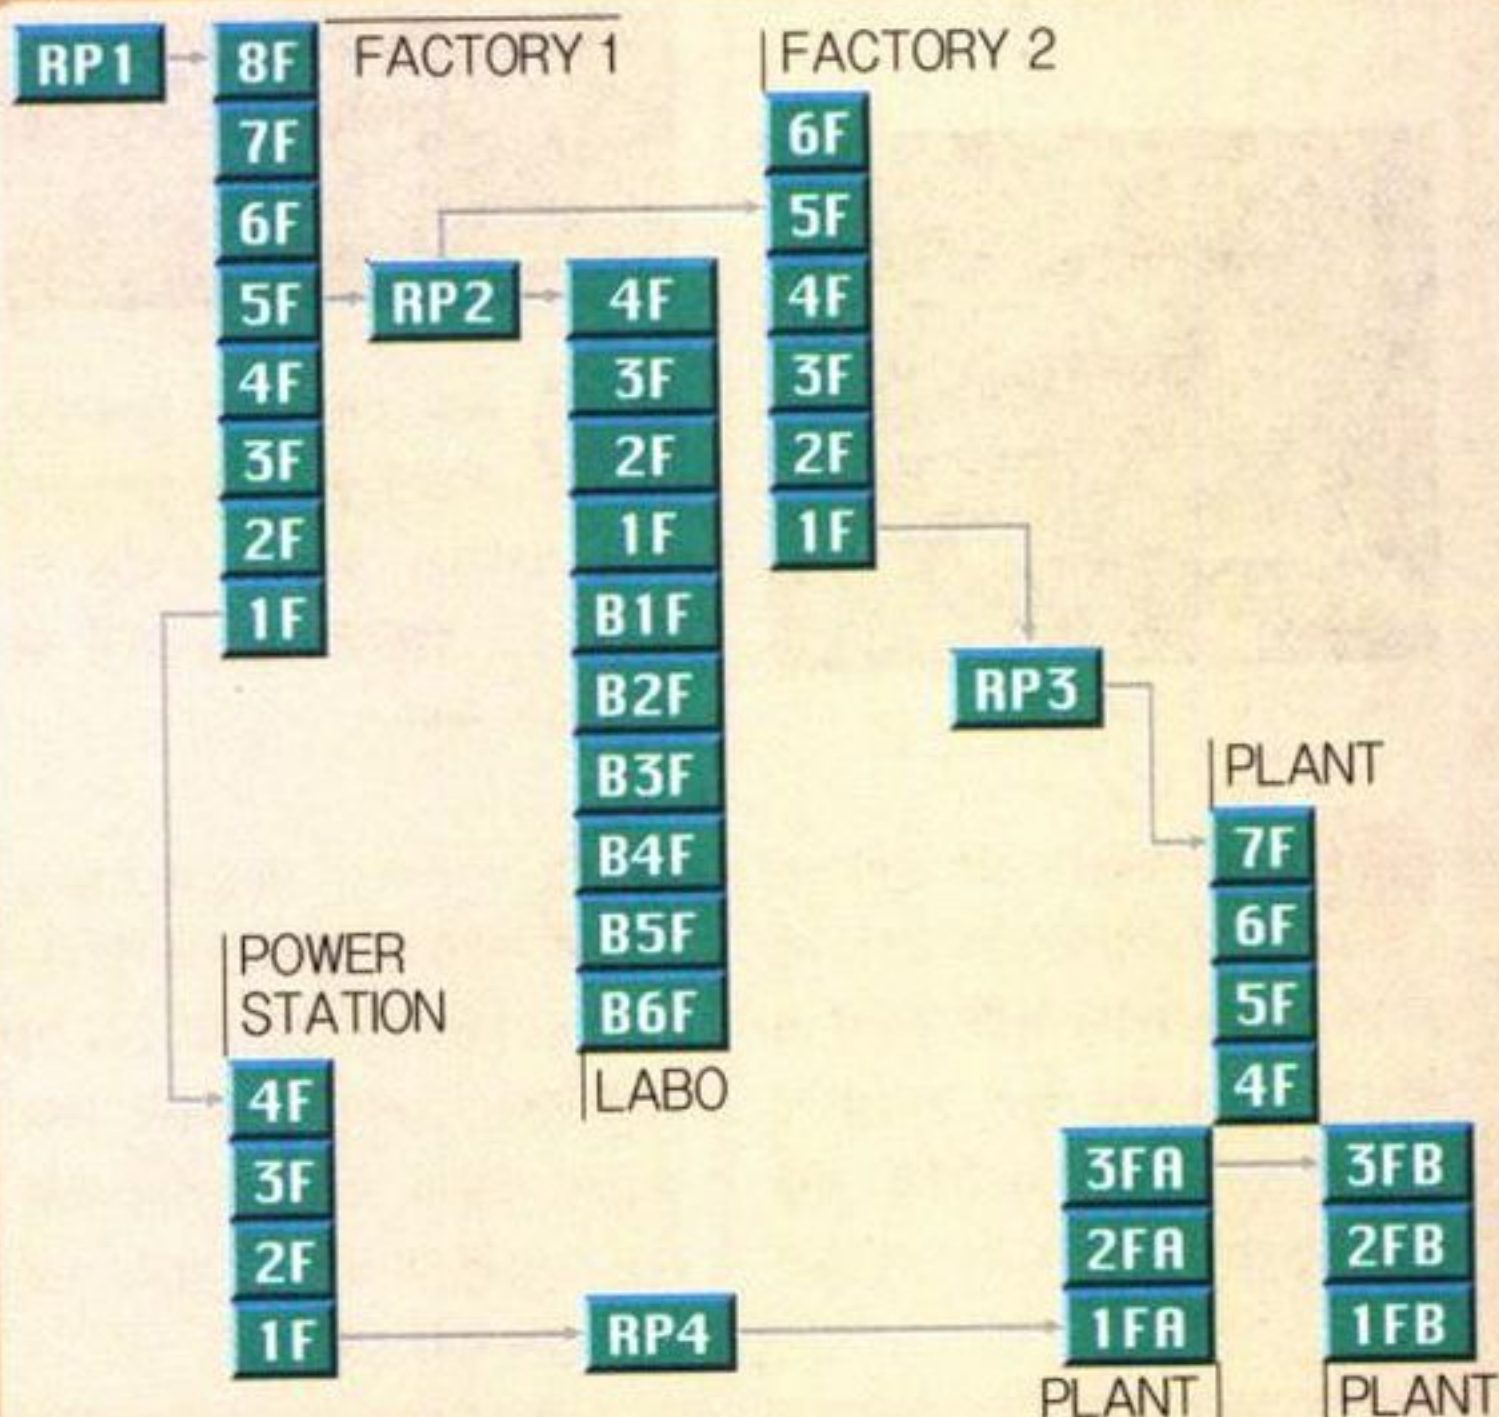 RP1
8F
7F
6F
5F
4F
3F
2F
1F
FACTORY 1
RP2
4F
3F
2F
1F
B1F
B2F
B3F
B4F
B5F
B6F
LABO
FACTORY 2
6F
5F
4F
3F
2F
1F
RP3
PLANT
7F
6F
5F
4F
POWER
STATION
4F
3F
2F
1F
RP4
3FA
2FA
1FA
PLANT
3FB
2FB
1FB
PLANT